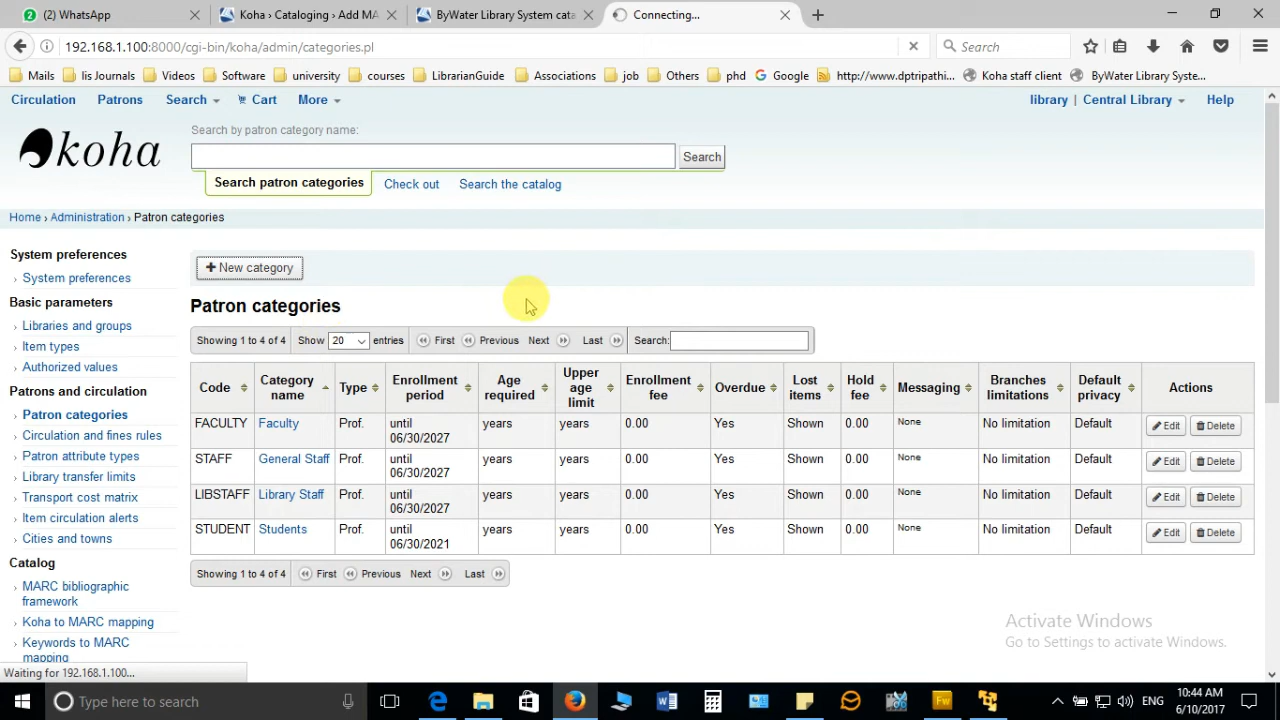 (2) WhatsApp
Koha › Cataloging › Add MA
ByWater Library System cata
Connecting...
192.168.1.100:8000/cgi-bin/koha/admin/categories.pl
Search
Mails
lis Journals
Videos
Software
university
courses
LibrarianGuide
Associations
job
Others
phd
Google
http://www.dptripathi...
Koha staff client
ByWater Library Syste...
Circulation
Patrons
Search
Cart
More
library | Central Library
Help
koha
Search by patron category name:
Search
Search patron categories
Check out
Search the catalog
Home › Administration › Patron categories
System preferences
› System preferences
Basic parameters
› Libraries and groups
› Item types
› Authorized values
Patrons and circulation
› Patron categories
› Circulation and fines rules
› Patron attribute types
› Library transfer limits
› Transport cost matrix
› Item circulation alerts
› Cities and towns
Catalog
› MARC bibliographic
framework
› Koha to MARC mapping
› Keywords to MARC
mapping
+ New category
Patron categories
Showing 1 to 4 of 4
Show 20 entries
First Previous Next Last
Search:
Code
Category
name
Type
Enrollment
period
Age
required
Upper
age
limit
Enrollment
fee
Overdue
Lost
items
Hold
fee
Messaging
Branches
limitations
Default
privacy
Actions
FACULTY Faculty Prof. until years years 0.00 Yes Shown 0.00 None No limitation Default Edit Delete
06/30/2027
STAFF General Staff Prof. until years years 0.00 Yes Shown 0.00 None No limitation Default Edit Delete
06/30/2027
LIBSTAFF Library Staff Prof. until years years 0.00 Yes Shown 0.00 None No limitation Default Edit Delete
06/30/2027
STUDENT Students Prof. until years years 0.00 Yes Shown 0.00 None No limitation Default Edit Delete
06/30/2021
Showing 1 to 4 of 4
First Previous Next Last
Activate Windows
Go to Settings to activate Windows.
Waiting for 192.168.1.100...
Type here to search
Fw
ENG
10:44 AM
6/10/2017